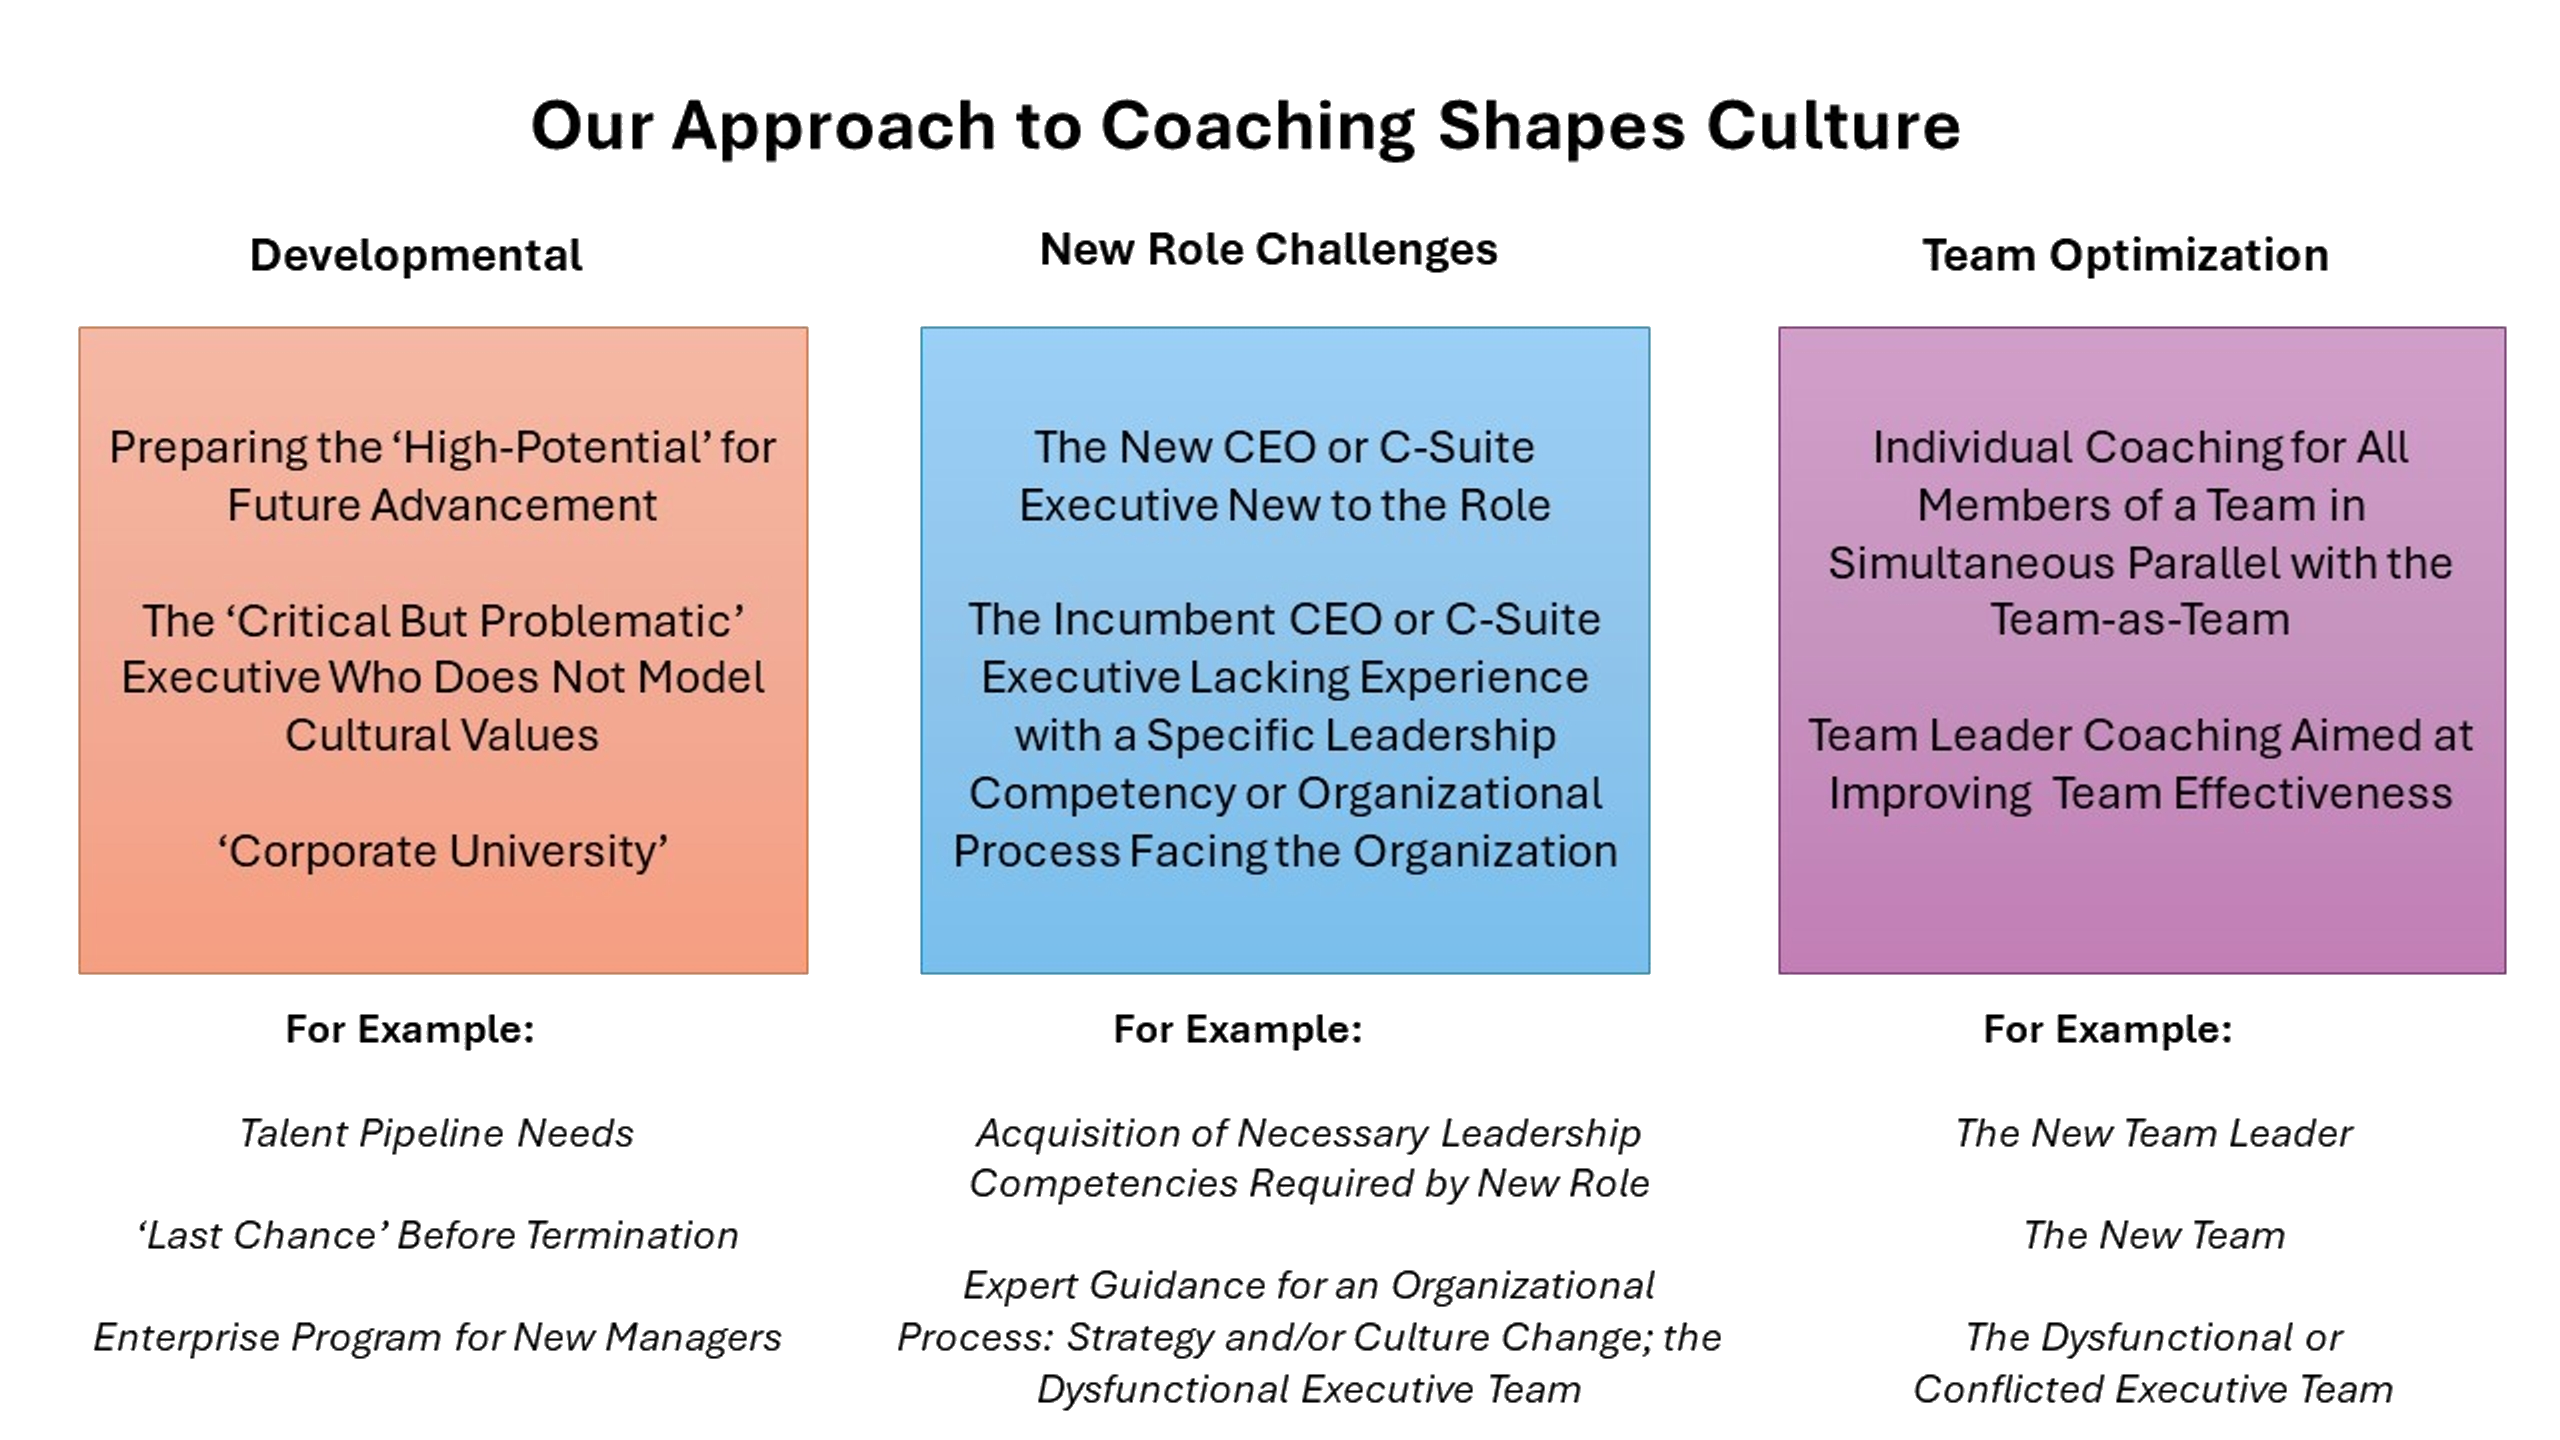 Our Approach to Coaching Shapes Culture
Developmental
Preparing the ‘High-Potential’ for
Future Advancement
The ‘Critical But Problematic’
Executive Who Does Not Model
Cultural Values
‘Corporate University’
For Example:
Talent Pipeline Needs
‘Last Chance’ Before Termination
Enterprise Program for New Managers
New Role Challenges
The New CEO or C-Suite
Executive New to the Role
The Incumbent CEO or C-Suite
Executive Lacking Experience
with a Specific Leadership
Competency or Organizational
Process Facing the Organization
For Example:
Acquisition of Necessary Leadership
Competencies Required by New Role
Expert Guidance for an Organizational
Process: Strategy and/or Culture Change; the
Dysfunctional Executive Team
Team Optimization
Individual Coaching for All
Members of a Team in
Simultaneous Parallel with the
Team-as-Team
Team Leader Coaching Aimed at
Improving  Team Effectiveness
For Example:
The New Team Leader
The New Team
The Dysfunctional or
Conflicted Executive Team